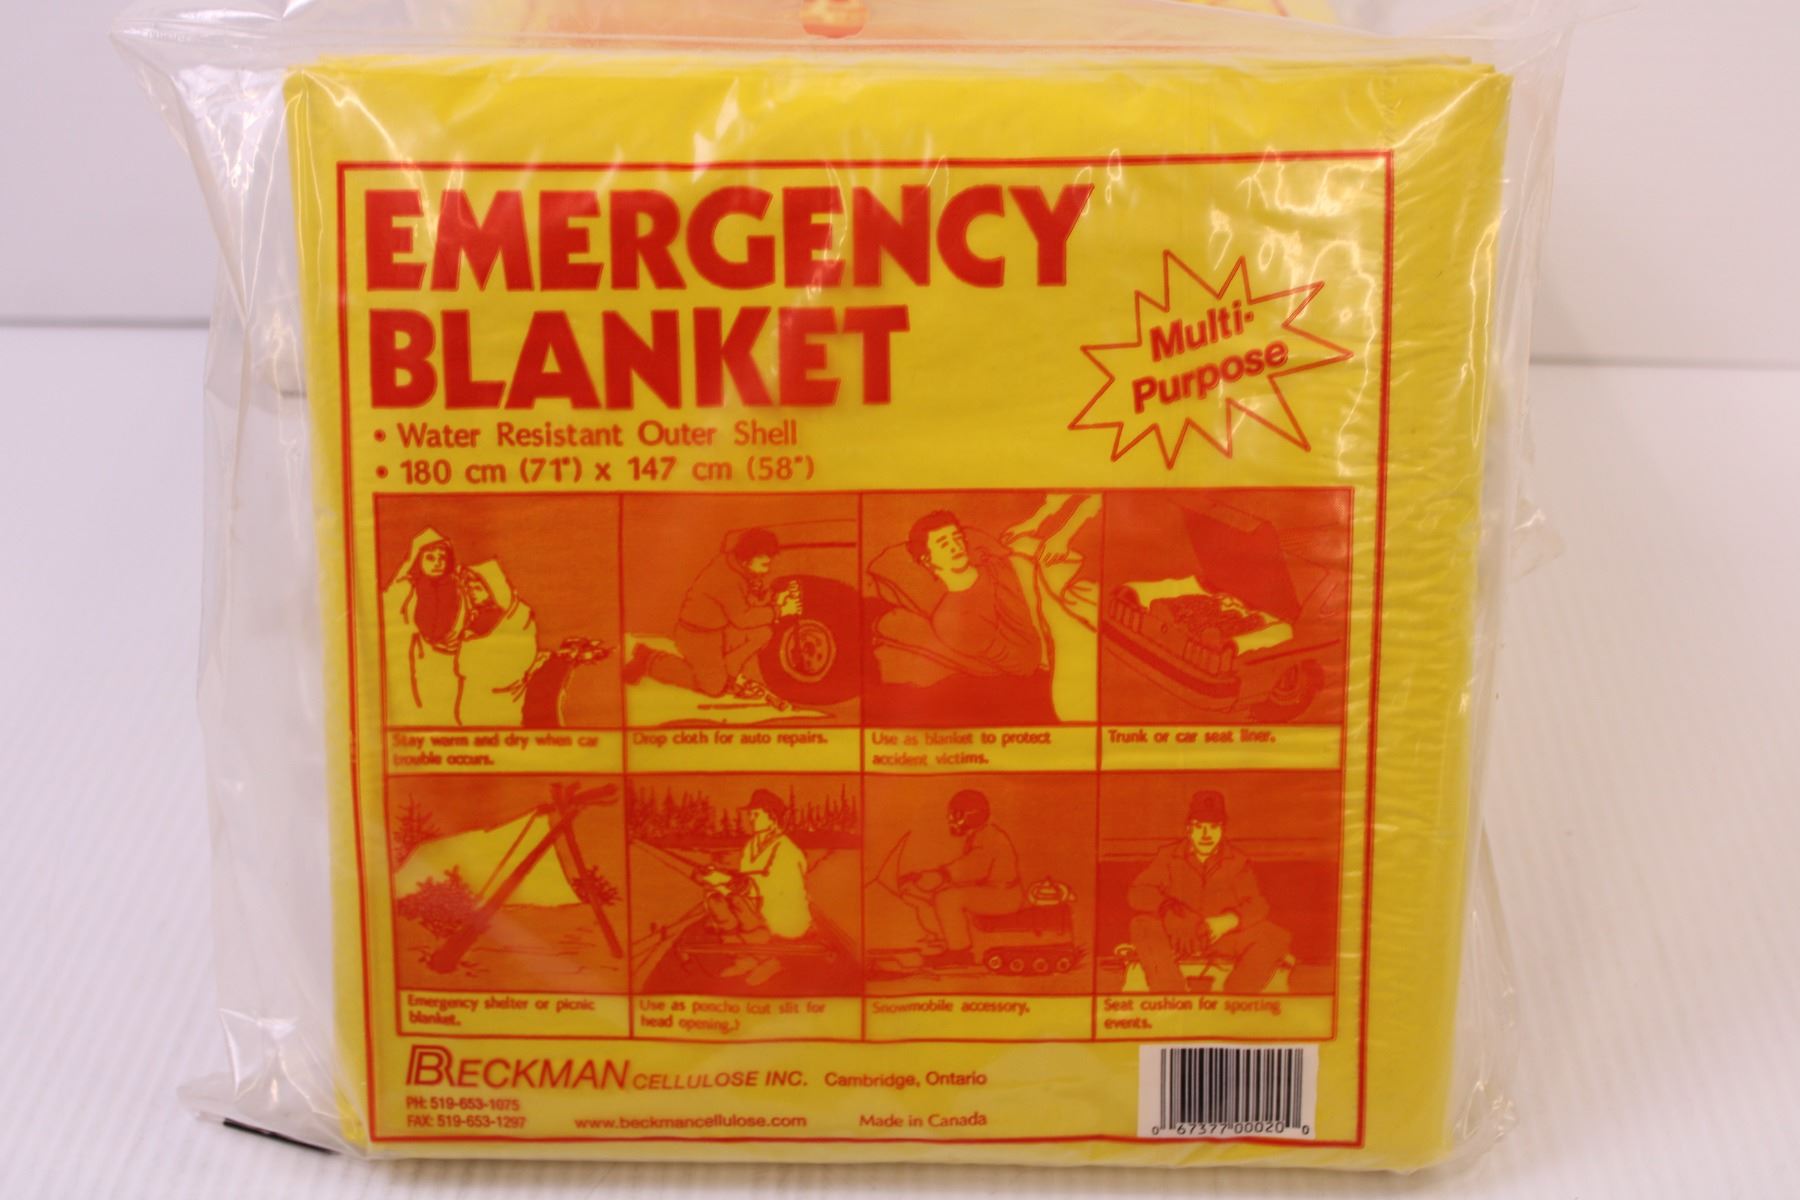 EMERGENCY
BLANKET
Multi-
Purpose
• Water Resistant Outer Shell
• 180 cm (71") x 147 cm (58")
Stay warm and dry when car
trouble occurs.
Drop cloth for auto repairs.
Use as blanket to protect
accident victims.
Trunk or car seat liner.
Emergency shelter or picnic
blanket.
Use as poncho (cut slit for
head opening.)
Snowmobile accessory.
Seat cushion for sporting
events.
BECKMAN CELLULOSE INC. Cambridge, Ontario
PH: 519-653-1075
FAX: 519-653-1297 www.beckmancellulose.com Made in Canada
0 67377 00020 0